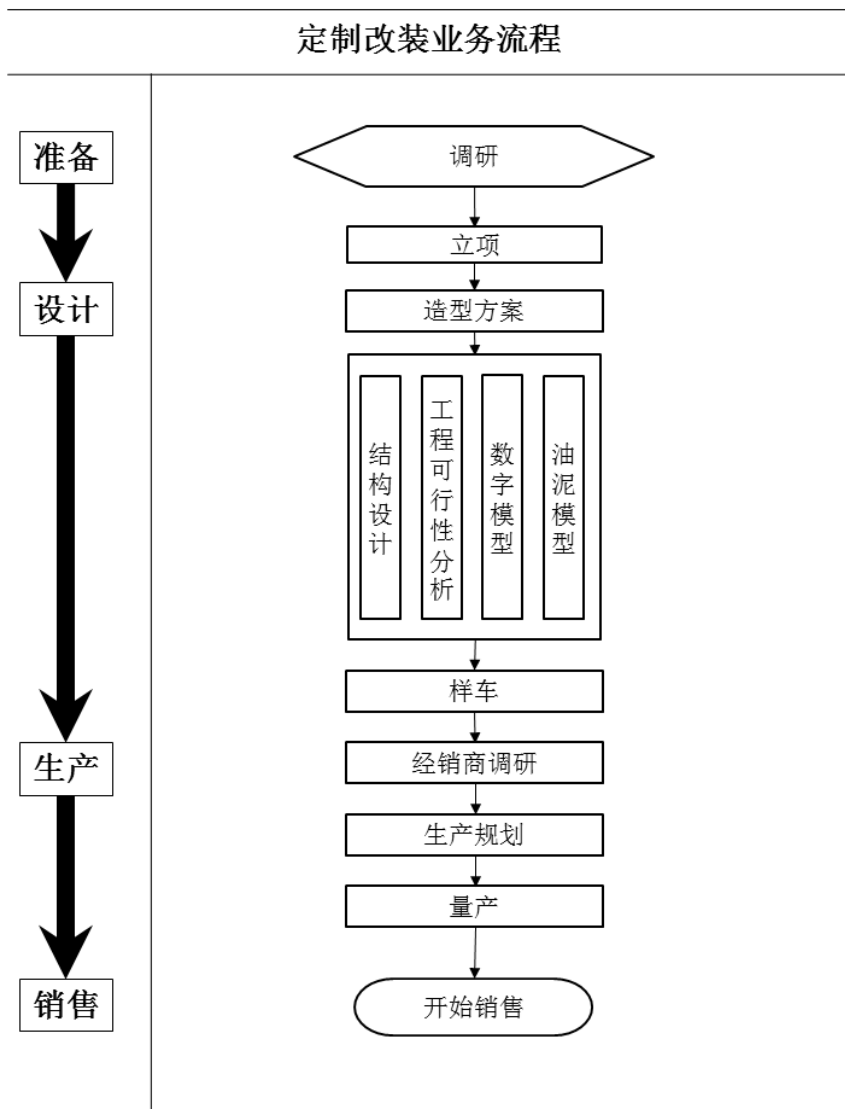 定制改装业务流程
准备
调研
立项
设计
造型方案
结构设计
工程可行性分析
数字模型
油泥模型
样车
生产
经销商调研
生产规划
量产
销售
开始销售